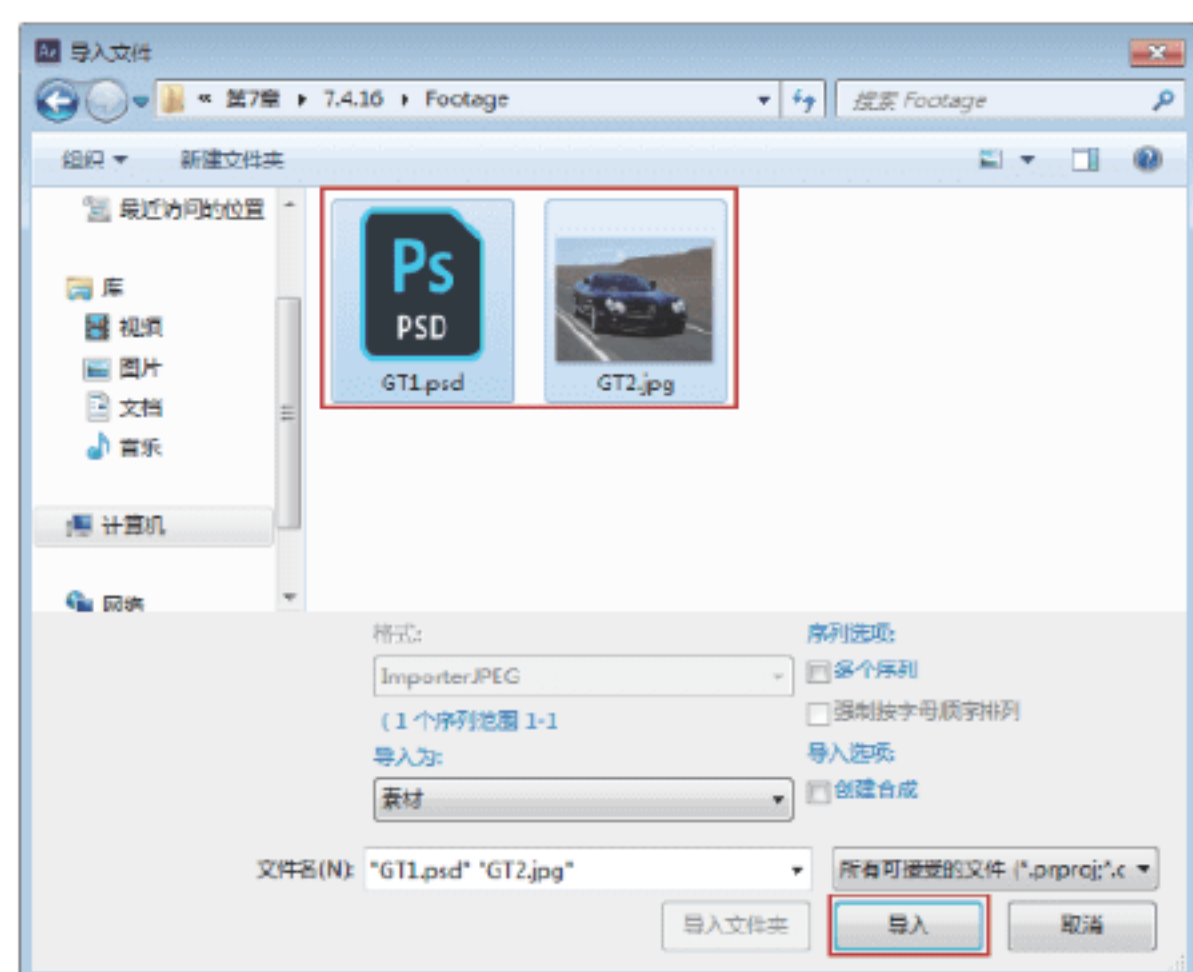 Ae 导入文件
« 第7章 ▸ 7.4.16 ▸ Footage
搜索 Footage
组织 ▼ 新建文件夹
最近访问的位置
库
视频
图片
文档
音乐
计算机
网络
Ps
PSD
GT1.psd
GT2.jpg
格式:
ImporterJPEG
(1 个序列范围 1-1
导入为:
素材
序列选项:
多个序列
强制按字母顺序排列
导入选项:
创建合成
文件名(N): "GT1.psd" "GT2.jpg"
所有可接受的文件 (*.prproj;*.c
导入文件夹 导入 取消